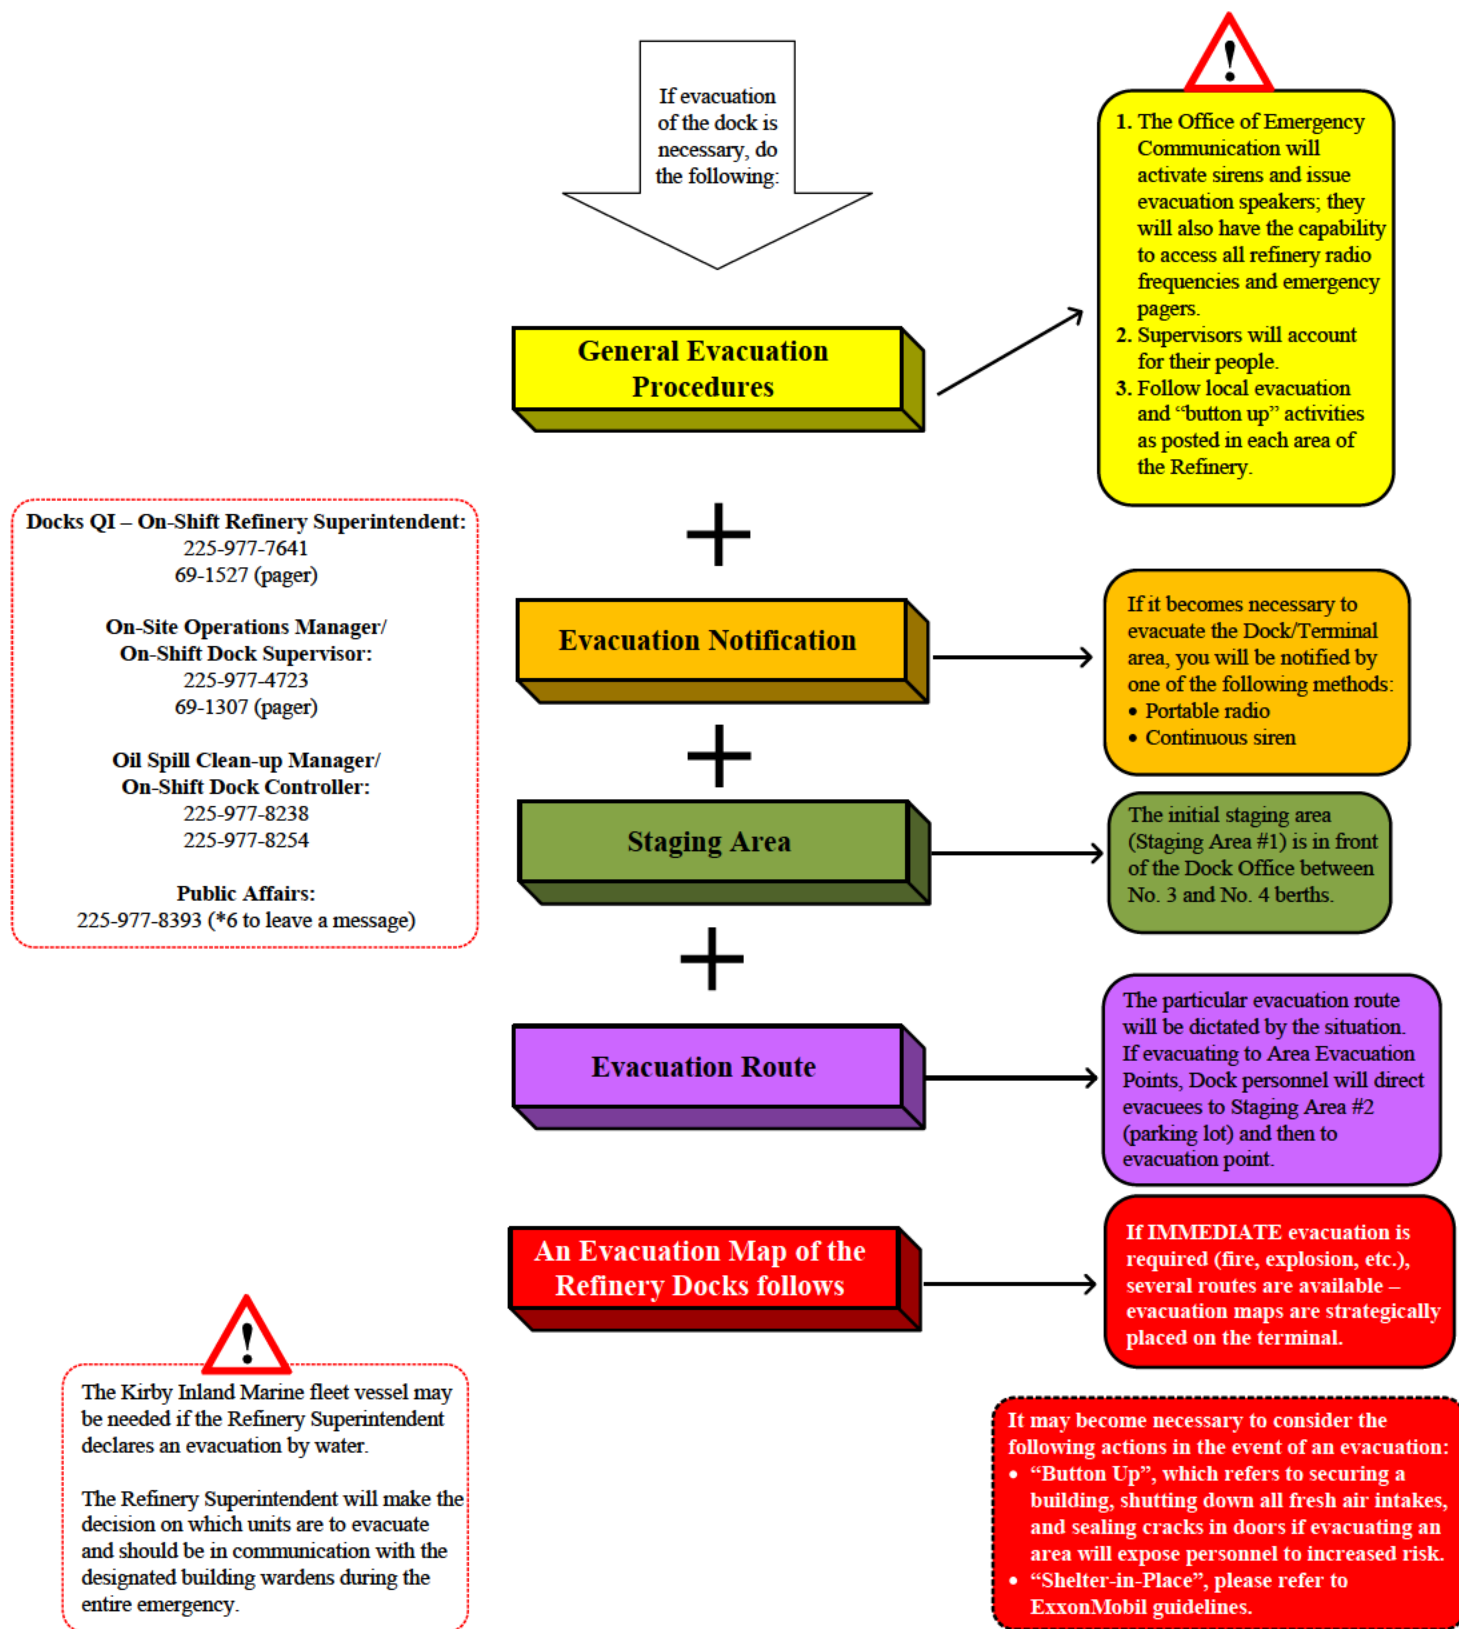 If evacuation
of the dock is
necessary, do
the following:
!
1. The Office of Emergency
Communication will
activate sirens and issue
evacuation speakers; they
will also have the capability
to access all refinery radio
frequencies and emergency
pagers.
2. Supervisors will account
for their people.
3. Follow local evacuation
and “button up” activities
as posted in each area of
the Refinery.
General Evacuation
Procedures
+
Docks QI – On-Shift Refinery Superintendent:
225-977-7641
69-1527 (pager)
On-Site Operations Manager/
On-Shift Dock Supervisor:
225-977-4723
69-1307 (pager)
Oil Spill Clean-up Manager/
On-Shift Dock Controller:
225-977-8238
225-977-8254
Public Affairs:
225-977-8393 (*6 to leave a message)
Evacuation Notification
If it becomes necessary to
evacuate the Dock/Terminal
area, you will be notified by
one of the following methods:
• Portable radio
• Continuous siren
+
Staging Area
The initial staging area
(Staging Area #1) is in front
of the Dock Office between
No. 3 and No. 4 berths.
+
Evacuation Route
The particular evacuation route
will be dictated by the situation.
If evacuating to Area Evacuation
Points, Dock personnel will direct
evacuees to Staging Area #2
(parking lot) and then to
evacuation point.
An Evacuation Map of the
Refinery Docks follows
If IMMEDIATE evacuation is
required (fire, explosion, etc.),
several routes are available –
evacuation maps are strategically
placed on the terminal.
!
The Kirby Inland Marine fleet vessel may
be needed if the Refinery Superintendent
declares an evacuation by water.
The Refinery Superintendent will make the
decision on which units are to evacuate
and should be in communication with the
designated building wardens during the
entire emergency.
It may become necessary to consider the
following actions in the event of an evacuation:
• “Button Up”, which refers to securing a
building, shutting down all fresh air intakes,
and sealing cracks in doors if evacuating an
area will expose personnel to increased risk.
• “Shelter-in-Place”, please refer to
ExxonMobil guidelines.